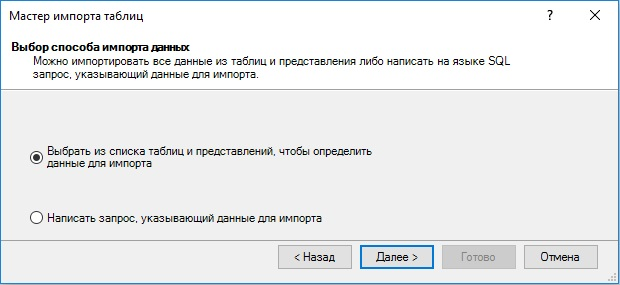 Мастер импорта таблиц
?
Выбор способа импорта данных
Можно импортировать все данные из таблиц и представления либо написать на языке SQL
запрос, указывающий данные для импорта.
Выбрать из списка таблиц и представлений, чтобы определить
данные для импорта
Написать запрос, указывающий данные для импорта
< Назад
Далее >
Готово
Отмена